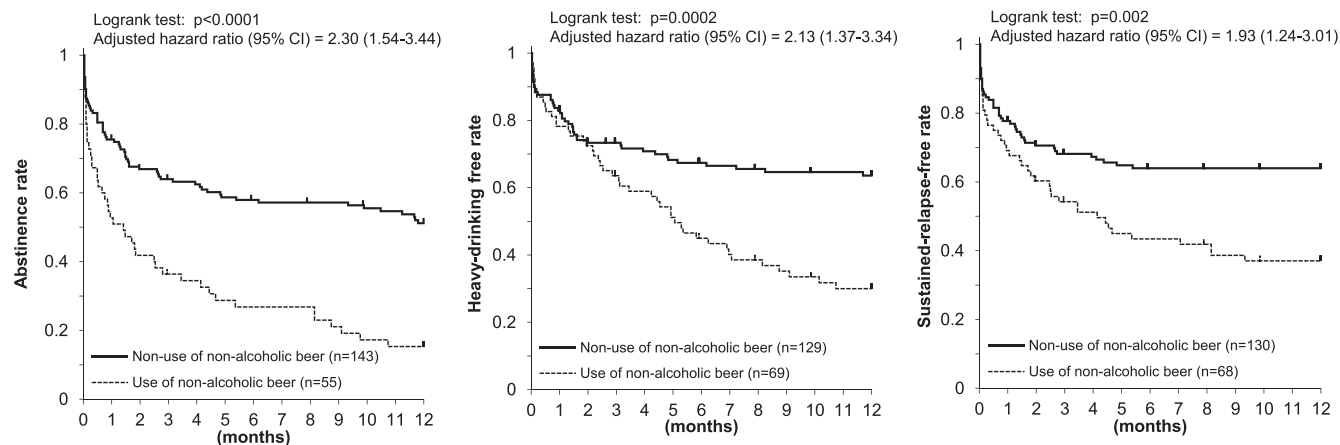 Logrank test: p<0.0001
Adjusted hazard ratio (95% CI) = 2.30 (1.54-3.44)
1
0.8
0.6
0.4
0.2
0
Abstinence rate
Non-use of non-alcoholic beer (n=143)
Use of non-alcoholic beer (n=55)
0 1 2 3 4 5 6 7 8 9 10 11 12
(months)
Logrank test: p=0.0002
Adjusted hazard ratio (95% CI) = 2.13 (1.37-3.34)
1
0.8
0.6
0.4
0.2
0
Heavy-drinking free rate
Non-use of non-alcoholic beer (n=129)
Use of non-alcoholic beer (n=69)
0 1 2 3 4 5 6 7 8 9 10 11 12
(months)
Logrank test: p=0.002
Adjusted hazard ratio (95% CI) = 1.93 (1.24-3.01)
1
0.8
0.6
0.4
0.2
0
Sustained-relapse-free rate
Non-use of non-alcoholic beer (n=130)
Use of non-alcoholic beer (n=68)
0 1 2 3 4 5 6 7 8 9 10 11 12
(months)